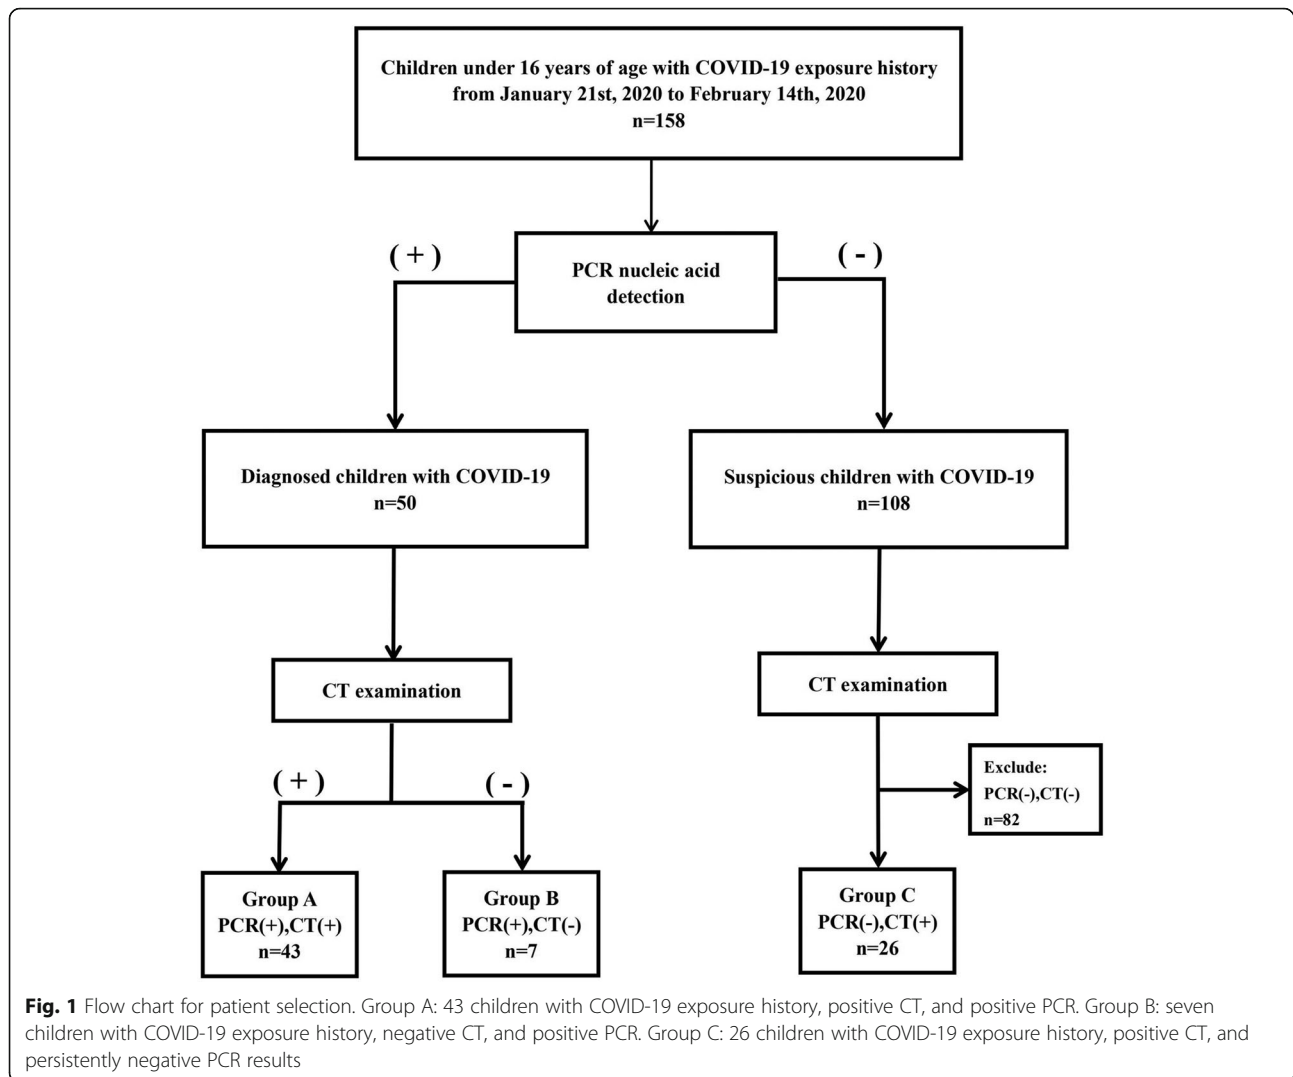 Children under 16 years of age with COVID-19 exposure history
from January 21st, 2020 to February 14th, 2020
n=158
( + )
( - )
PCR nucleic acid
detection
Diagnosed children with COVID-19
n=50
Suspicious children with COVID-19
n=108
CT examination
CT examination
( + )
( - )
Exclude:
PCR(-),CT(-)
n=82
Group A
PCR(+),CT(+)
n=43
Group B
PCR(+),CT(-)
n=7
Group C
PCR(-),CT(+)
n=26
Fig. 1 Flow chart for patient selection. Group A: 43 children with COVID-19 exposure history, positive CT, and positive PCR. Group B: seven
children with COVID-19 exposure history, negative CT, and positive PCR. Group C: 26 children with COVID-19 exposure history, positive CT, and
persistently negative PCR results